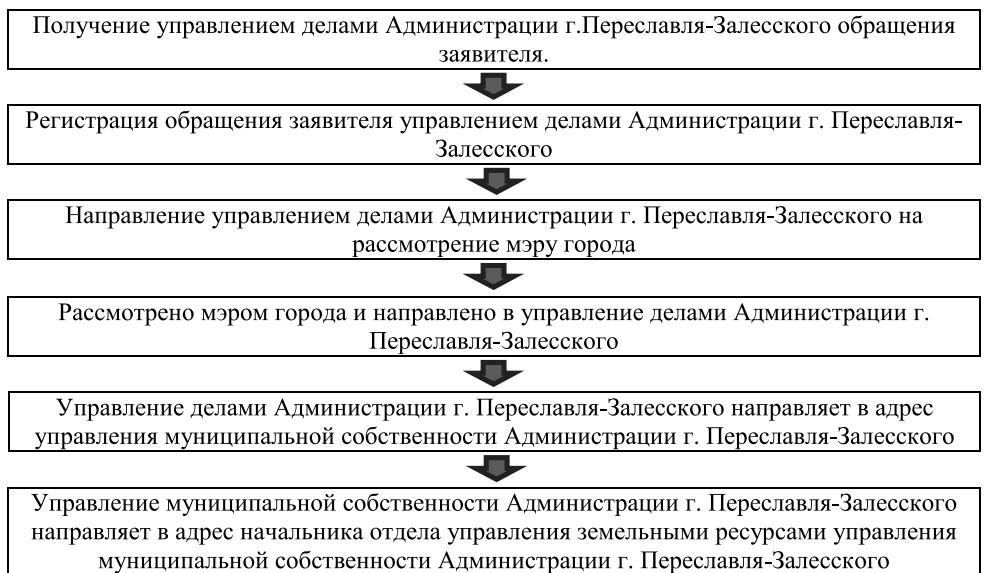 Получение управлением делами Администрации г.Переславля-Залесского обращения
заявителя.
Регистрация обращения заявителя управлением делами Администрации г. Переславля-
Залесского
Направление управлением делами Администрации г. Переславля-Залесского на
рассмотрение мэру города
Рассмотрено мэром города и направлено в управление делами Администрации г.
Переславля-Залесского
Управление делами Администрации г. Переславля-Залесского направляет в адрес
управления муниципальной собственности Администрации г. Переславля-Залесского
Управление муниципальной собственности Администрации г. Переславля-Залесского
направляет в адрес начальника отдела управления земельными ресурсами управления
муниципальной собственности Администрации г. Переславля-Залесского